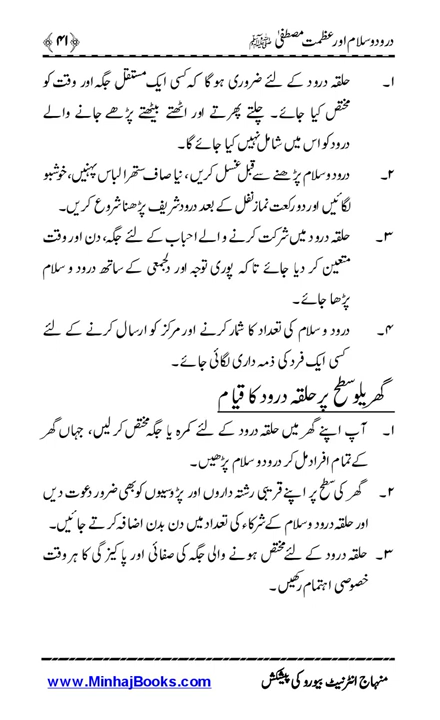 درود و سلام اور عظمت مصطفیٰ ﷺ ﴿۴۱﴾
۱۔ حلقہ درود کے لئے ضروری ہو گا کہ کسی ایک مستقل جگہ اور وقت کو
مختص کیا جائے۔ چلتے پھرتے اور اٹھتے بیٹھتے پڑھے جانے والے
درود کو اس میں شامل نہیں کیا جائے گا۔
۲۔ درود و سلام پڑھنے سے قبل غسل کریں، نیا صاف ستھرا لباس پہنیں، خوشبو
لگائیں اور دو رکعت نماز نفل کے بعد درود شریف پڑھنا شروع کریں۔
۳۔ حلقہ درود میں شرکت کرنے والے احباب کے لئے جگہ، دن اور وقت
متعین کر دیا جائے تاکہ پوری توجہ اور دلجمعی کے ساتھ درود و سلام
پڑھا جائے۔
۴۔ درود و سلام کی تعداد کا شمار کرنے اور مرکز کو ارسال کرنے کے لئے
کسی ایک فرد کی ذمہ داری لگائی جائے۔
گھریلو سطح پر حلقہ درود کا قیام
۱۔ آپ اپنے گھر میں حلقہ درود کے لئے کمرہ یا جگہ مختص کر لیں، جہاں گھر
کے تمام افراد مل کر درود و سلام پڑھیں۔
۲۔ گھر کی سطح پر اپنے قریبی رشتہ داروں اور پڑوسیوں کو بھی ضرور دعوت دیں
اور حلقہ درود و سلام کے شرکاء کی تعداد میں دن بدن اضافہ کرتے جائیں۔
۳۔ حلقہ درود کے لئے مختص ہونے والی جگہ کی صفائی اور پاکیزگی کا ہر وقت
خصوصی اہتمام رکھیں۔
منہاج انٹرنیٹ بیورو کی پیشکش www.MinhajBooks.com